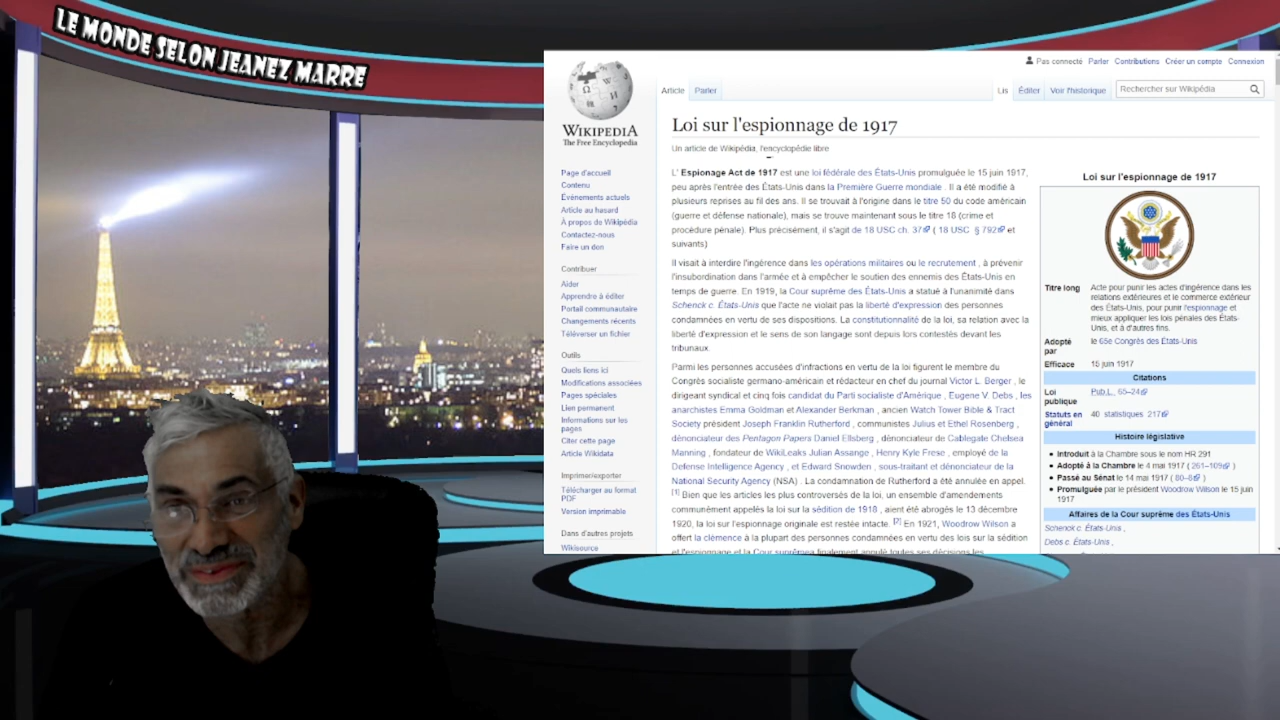 LE MONDE SELON JEANEZ MARRE
WIKIPEDIA
The Free Encyclopedia
Page d'accueil
Contenu
Événements actuels
Article au hasard
À propos de Wikipédia
Contactez-nous
Faire un don
Contribuer
Aider
Apprendre à éditer
Portail communautaire
Changements récents
Téléverser un fichier
Outils
Quels liens ici
Modifications associées
Pages spéciales
Lien permanent
Informations sur les
pages
Citer cette page
Article Wikidata
Imprimer/exporter
Télécharger au format
PDF
Version imprimable
Dans d'autres projets
Wikisource
Pas connecté Parler Contributions Créer un compte Connexion
Article Parler Lis Éditer Voir l'historique Rechercher sur Wikipédia
Loi sur l'espionnage de 1917
Un article de Wikipédia, l'encyclopédie libre
L' Espionage Act de 1917 est une loi fédérale des États-Unis promulguée le 15 juin 1917,
peu après l'entrée des États-Unis dans la Première Guerre mondiale . Il a été modifié à
plusieurs reprises au fil des ans. Il se trouvait à l'origine dans le titre 50 du code américain
(guerre et défense nationale), mais se trouve maintenant sous le titre 18 (crime et
procédure pénale). Plus précisément, il s'agit de 18 USC ch. 37 ( 18 USC § 792 et
suivants)
Il visait à interdire l'ingérence dans les opérations militaires ou le recrutement , à prévenir
l'insubordination dans l'armée et à empêcher le soutien des ennemis des États-Unis en
temps de guerre. En 1919, la Cour suprême des États-Unis a statué à l'unanimité dans
Schenck c. États-Unis que l'acte ne violait pas la liberté d'expression des personnes
condamnées en vertu de ses dispositions. La constitutionnalité de la loi, sa relation avec la
liberté d'expression et le sens de son langage sont depuis lors contestés devant les
tribunaux.
Parmi les personnes accusées d'infractions en vertu de la loi figurent le membre du
Congrès socialiste germano-américain et rédacteur en chef du journal Victor L. Berger , le
dirigeant syndical et cinq fois candidat du Parti socialiste d'Amérique , Eugene V. Debs , les
anarchistes Emma Goldman et Alexander Berkman , ancien Watch Tower Bible & Tract
Society président Joseph Franklin Rutherford , communistes Julius et Ethel Rosenberg ,
dénonciateur des Pentagon Papers Daniel Ellsberg , dénonciateur de Cablegate Chelsea
Manning , fondateur de WikiLeaks Julian Assange , Henry Kyle Frese , employé de la
Defense Intelligence Agency , et Edward Snowden , sous-traitant et dénonciateur de la
National Security Agency (NSA) . La condamnation de Rutherford a été annulée en appel.
[1] Bien que les articles les plus controversés de la loi, un ensemble d'amendements
communément appelés la loi sur la sédition de 1918 , aient été abrogés le 13 décembre
1920, la loi sur l'espionnage originale est restée intacte. [2] En 1921, Woodrow Wilson a
offert la clémence à la plupart des personnes condamnées en vertu des lois sur la sédition
et l'espionnage et la Cour suprêmea finalement annulé toutes ses décisions les
Loi sur l'espionnage de 1917
Titre long Acte pour punir les actes d'ingérence dans les
relations extérieures et le commerce extérieur
des États-Unis, pour punir l'espionnage et
mieux appliquer les lois pénales des États-
Unis, et à d'autres fins.
Adopté par le 65e Congrès des États-Unis
Efficace 15 juin 1917
Citations
Loi publique Pub.L. 65–24
Statuts en général 40 statistiques 217
Histoire législative
Introduit à la Chambre sous le nom HR 291
Adopté à la Chambre le 4 mai 1917 ( 261–109 )
Passé au Sénat le 14 mai 1917 ( 80–8 )
Promulguée par le président Woodrow Wilson le 15 juin
1917
Affaires de la Cour suprême des États-Unis
Schenck c. États-Unis ,
Debs c. États-Unis ,